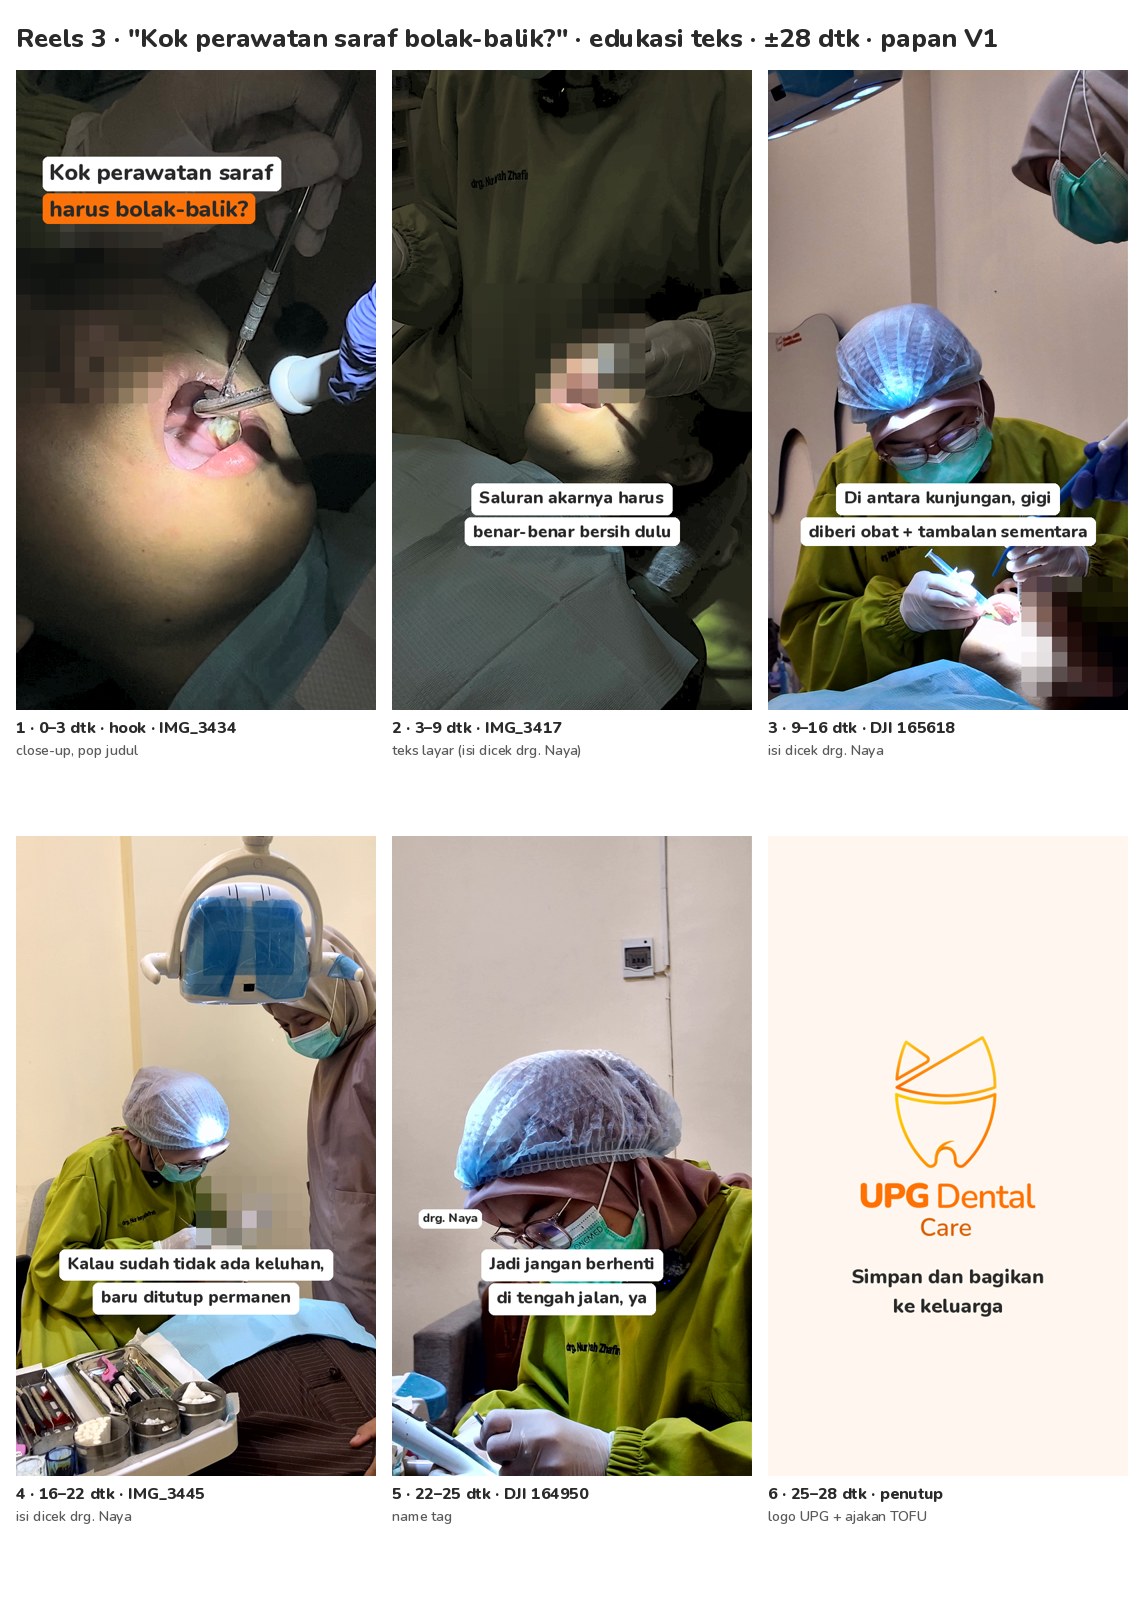 Reels 3 · "Kok perawatan saraf bolak-balik?" · edukasi teks · ±28 dtk · papan V1
Kok perawatan saraf
harus bolak-balik?
1 · 0–3 dtk · hook · IMG_3434
close-up, pop judul
Saluran akarnya harus
benar-benar bersih dulu
2 · 3–9 dtk · IMG_3417
teks layar (isi dicek drg. Naya)
Di antara kunjungan, gigi
diberi obat + tambalan sementara
3 · 9–16 dtk · DJI 165618
isi dicek drg. Naya
Kalau sudah tidak ada keluhan,
baru ditutup permanen
4 · 16–22 dtk · IMG_3445
isi dicek drg. Naya
drg. Naya
Jadi jangan berhenti
di tengah jalan, ya
5 · 22–25 dtk · DJI 164950
name tag
UPG Dental
Care
Simpan dan bagikan
ke keluarga
6 · 25–28 dtk · penutup
logo UPG + ajakan TOFU